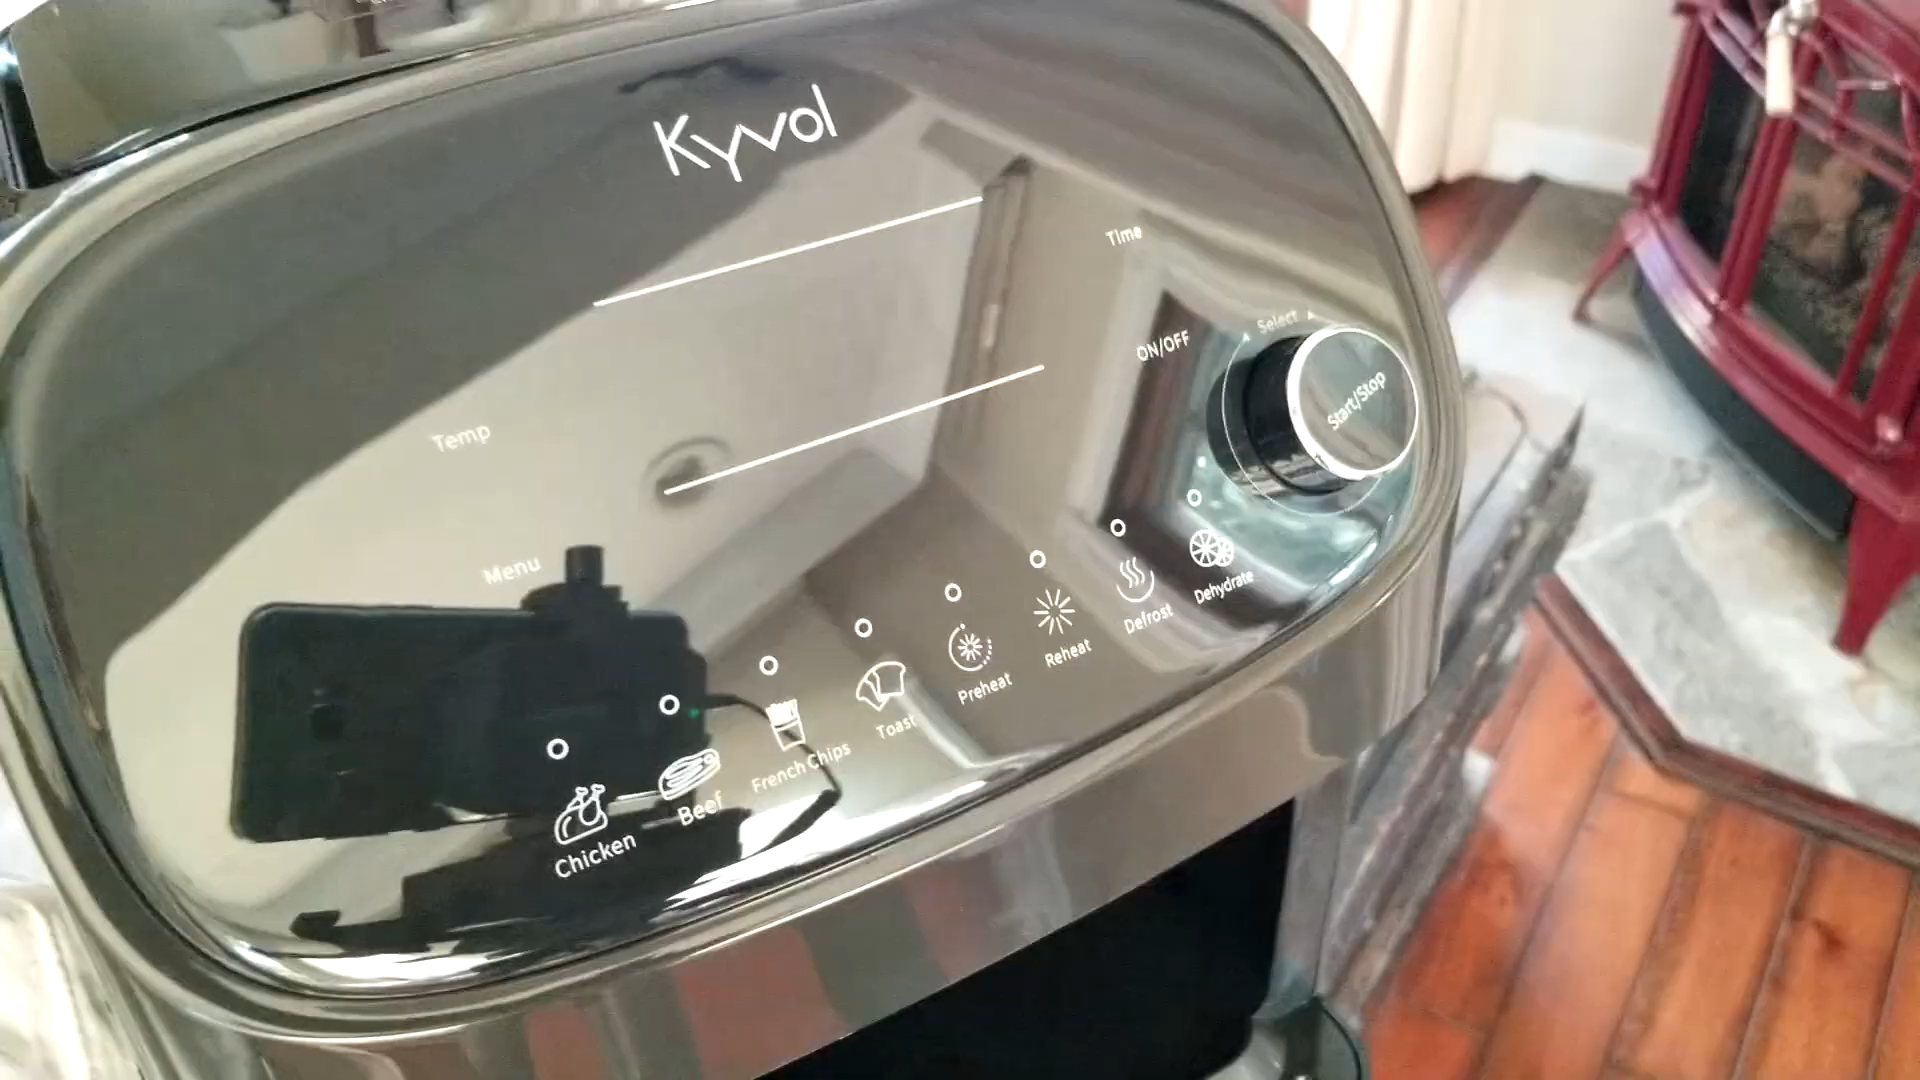 Kyvol
Time
Select
ON/OFF
Start/Stop
Temp
Menu
Chicken
Beef
French Chips
Toast
Preheat
Reheat
Defrost
Dehydrate